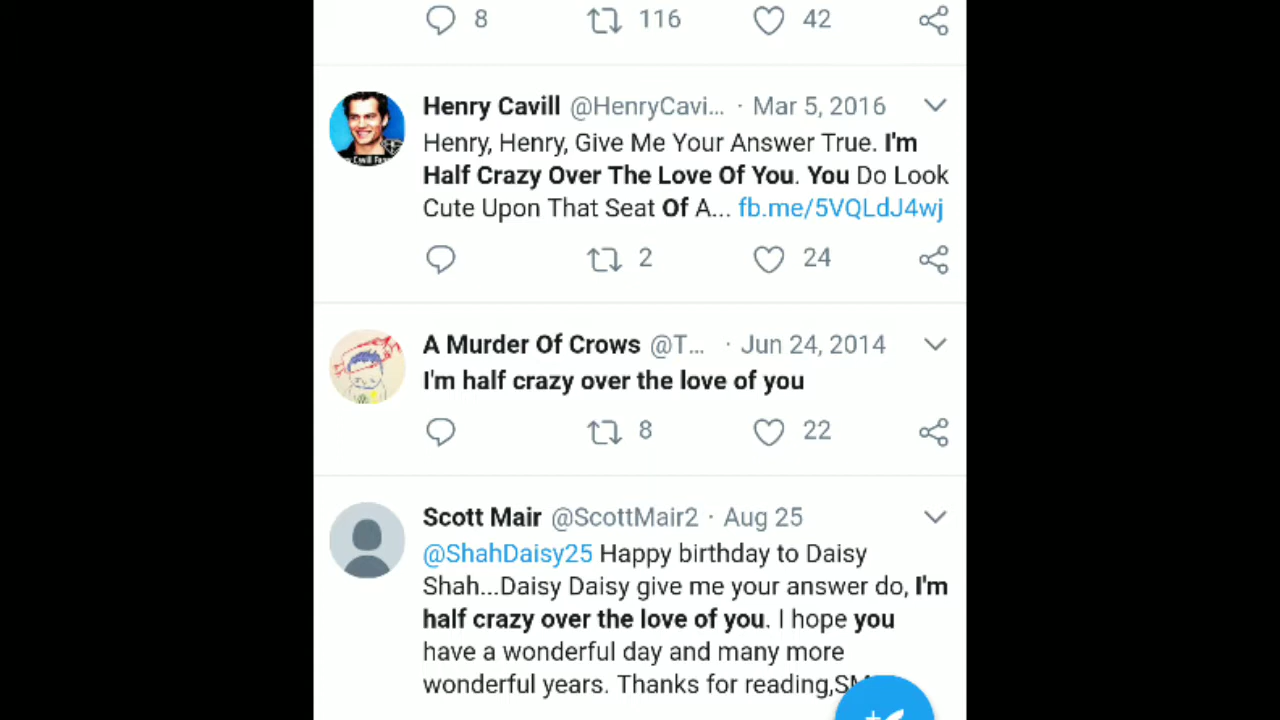 8 116 42
Henry Cavill @HenryCavi... · Mar 5, 2016
Henry, Henry, Give Me Your Answer True. I'm
Half Crazy Over The Love Of You. You Do Look
Cute Upon That Seat Of A... fb.me/5VQLdJ4wj
2 24
A Murder Of Crows @T... · Jun 24, 2014
I'm half crazy over the love of you
8 22
Scott Mair @ScottMair2 · Aug 25
@ShahDaisy25 Happy birthday to Daisy
Shah...Daisy Daisy give me your answer do, I'm
half crazy over the love of you. I hope you
have a wonderful day and many more
wonderful years. Thanks for reading,SM